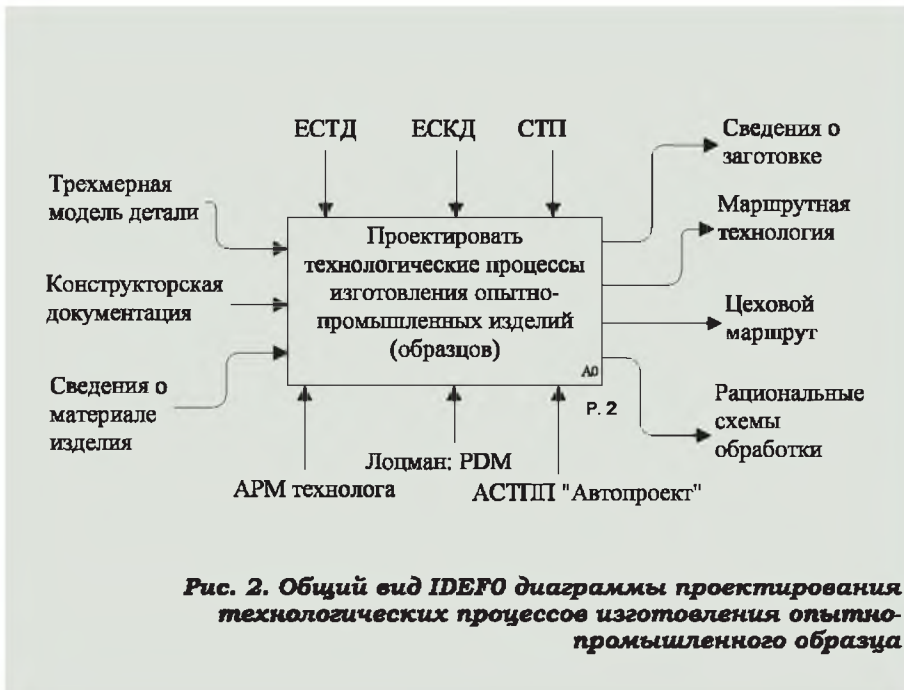 ЕСТД ЕСКД СТП
Трехмерная
модель детали
Конструкторская
документация
Сведения о
материале
изделия
Проектировать
технологические процессы
изготовления опытно-
промышленных изделий
(образцов)
A0
P. 2
Сведения о
заготовке
Маршрутная
технология
Цеховой
маршрут
Рациональные
схемы
обработки
АРМ технолога
Лоцман: PDM
АСТПП "Автопроект"
Рис. 2. Общий вид IDEF0 диаграммы проектирования
технологических процессов изготовления опытно-
промышленного образца